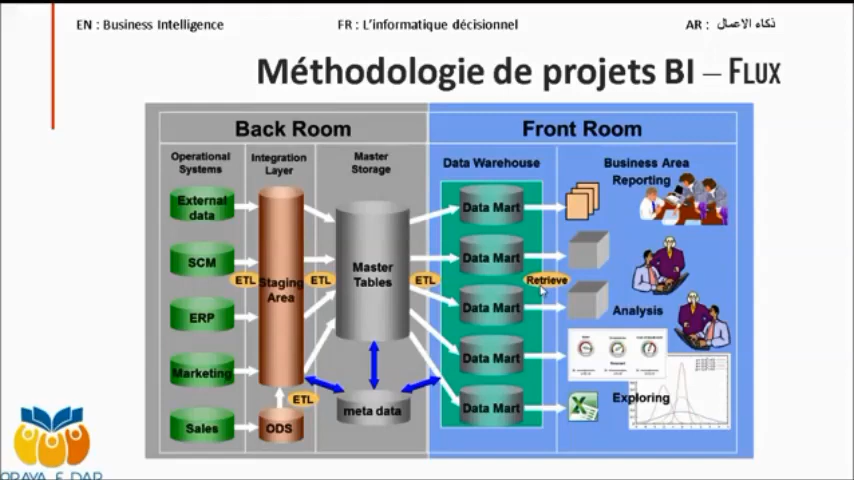 EN : Business Intelligence
FR : L'informatique décisionnel
AR : ذكاء الاعمال
Méthodologie de projets BI – Flux
Back Room
Front Room
Operational
Systems
Integration
Layer
Master
Storage
Data Warehouse
Business Area
Reporting
External
data
SCM
ERP
Marketing
Sales
ETL
Staging
Area
ETL
ETL
ODS
Master
Tables
meta data
ETL
Data Mart
Data Mart
Data Mart
Data Mart
Data Mart
Retrieve
Analysis
Exploring